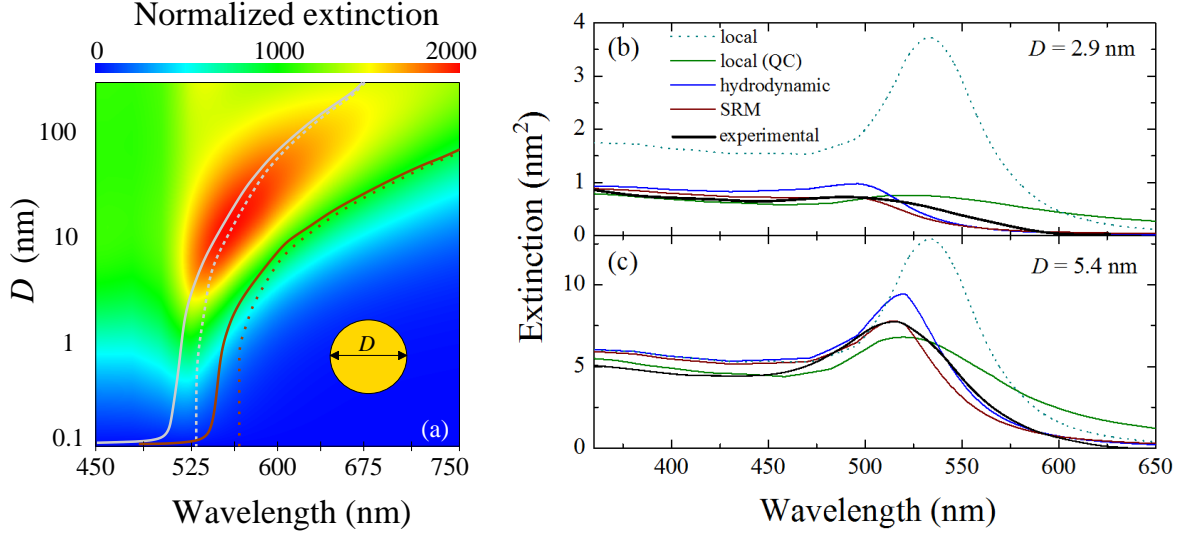 Normalized extinction
0 1000 2000
D (nm)
100
10
1
0.1
D
(a)
450 525 600 675 750
Wavelength (nm)
Extinction (nm²)
(b)
D = 2.9 nm
local
local (QC)
hydrodynamic
SRM
experimental
4
3
2
1
0
(c)
D = 5.4 nm
10
5
0
400 450 500 550 600 650
Wavelength (nm)